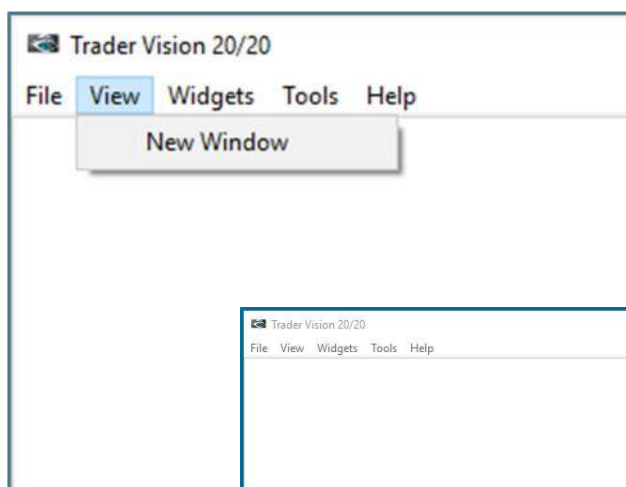 Trader Vision 20/20
File View Widgets Tools Help
New Window
Trader Vision 20/20
File View Widgets Tools Help